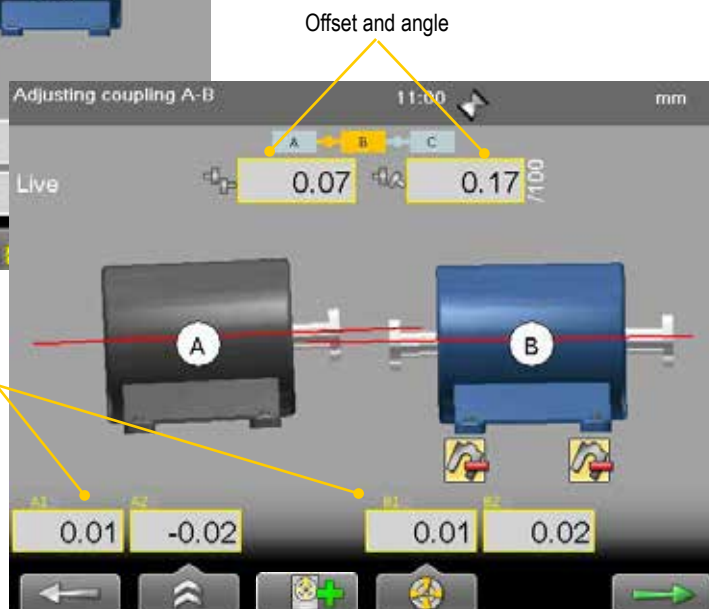 Offset and angle
Adjusting coupling A-B 11:00 mm
A B C
Live 0.07 0.17 /100
A B
A1 A2 B1 B2
0.01 -0.02 0.01 0.02